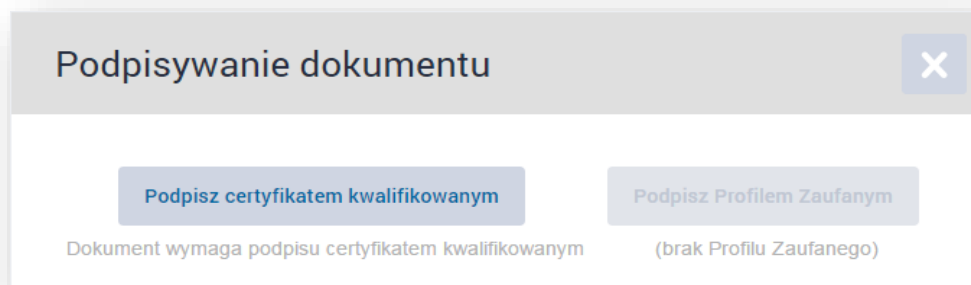 Podpisywanie dokumentu
Podpisz certyfikatem kwalifikowanym
Podpisz Profilem Zaufanym
Dokument wymaga podpisu certyfikatem kwalifikowanym
(brak Profilu Zaufanego)